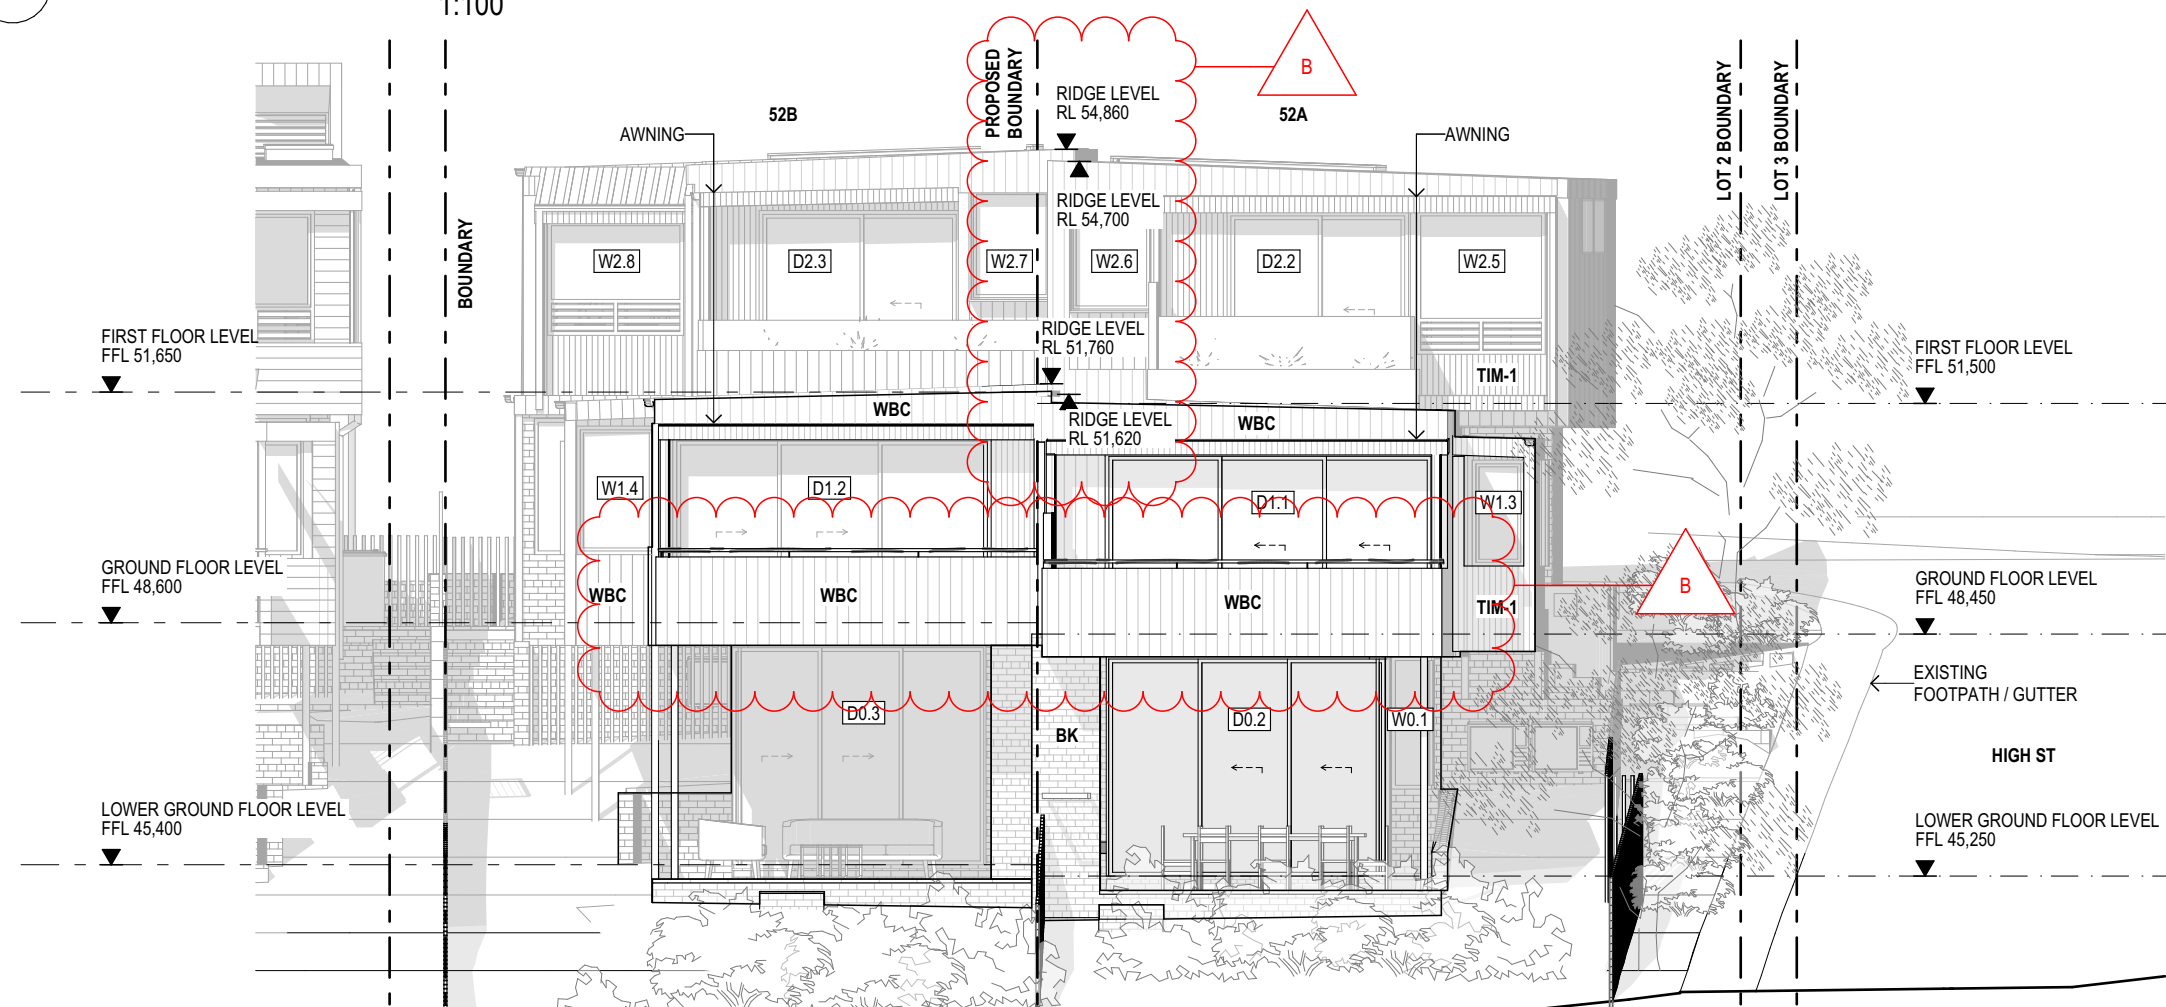 1:100
PROPOSED
BOUNDARY
B
RIDGE LEVEL
RL 54,860
52B
52A
AWNING
AWNING
LOT 2 BOUNDARY
LOT 3 BOUNDARY
RIDGE LEVEL
RL 54,700
BOUNDARY
W2.8
D2.3
W2.7
W2.6
D2.2
W2.5
FIRST FLOOR LEVEL
FFL 51,650
RIDGE LEVEL
RL 51,760
FIRST FLOOR LEVEL
FFL 51,500
TIM-1
WBC
RIDGE LEVEL
RL 51,620
WBC
W1.4
D1.2
D1.1
W1.3
GROUND FLOOR LEVEL
FFL 48,600
WBC
WBC
WBC
TIM-1
B
GROUND FLOOR LEVEL
FFL 48,450
EXISTING
FOOTPATH / GUTTER
D0.3
BK
D0.2
W0.1
HIGH ST
LOWER GROUND FLOOR LEVEL
FFL 45,400
LOWER GROUND FLOOR LEVEL
FFL 45,250